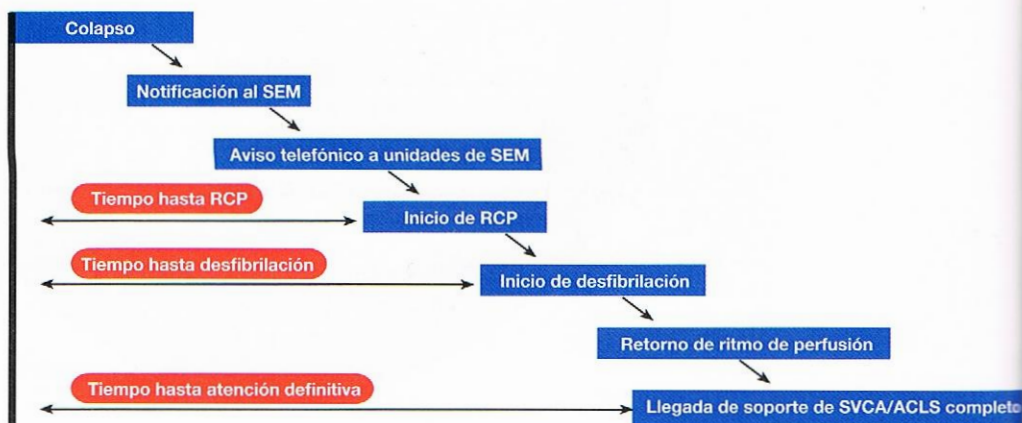 Colapso
Notificación al SEM
Aviso telefónico a unidades de SEM
Tiempo hasta RCP
Inicio de RCP
Tiempo hasta desfibrilación
Inicio de desfibrilación
Retorno de ritmo de perfusión
Tiempo hasta atención definitiva
Llegada de soporte de SVCA/ACLS completo